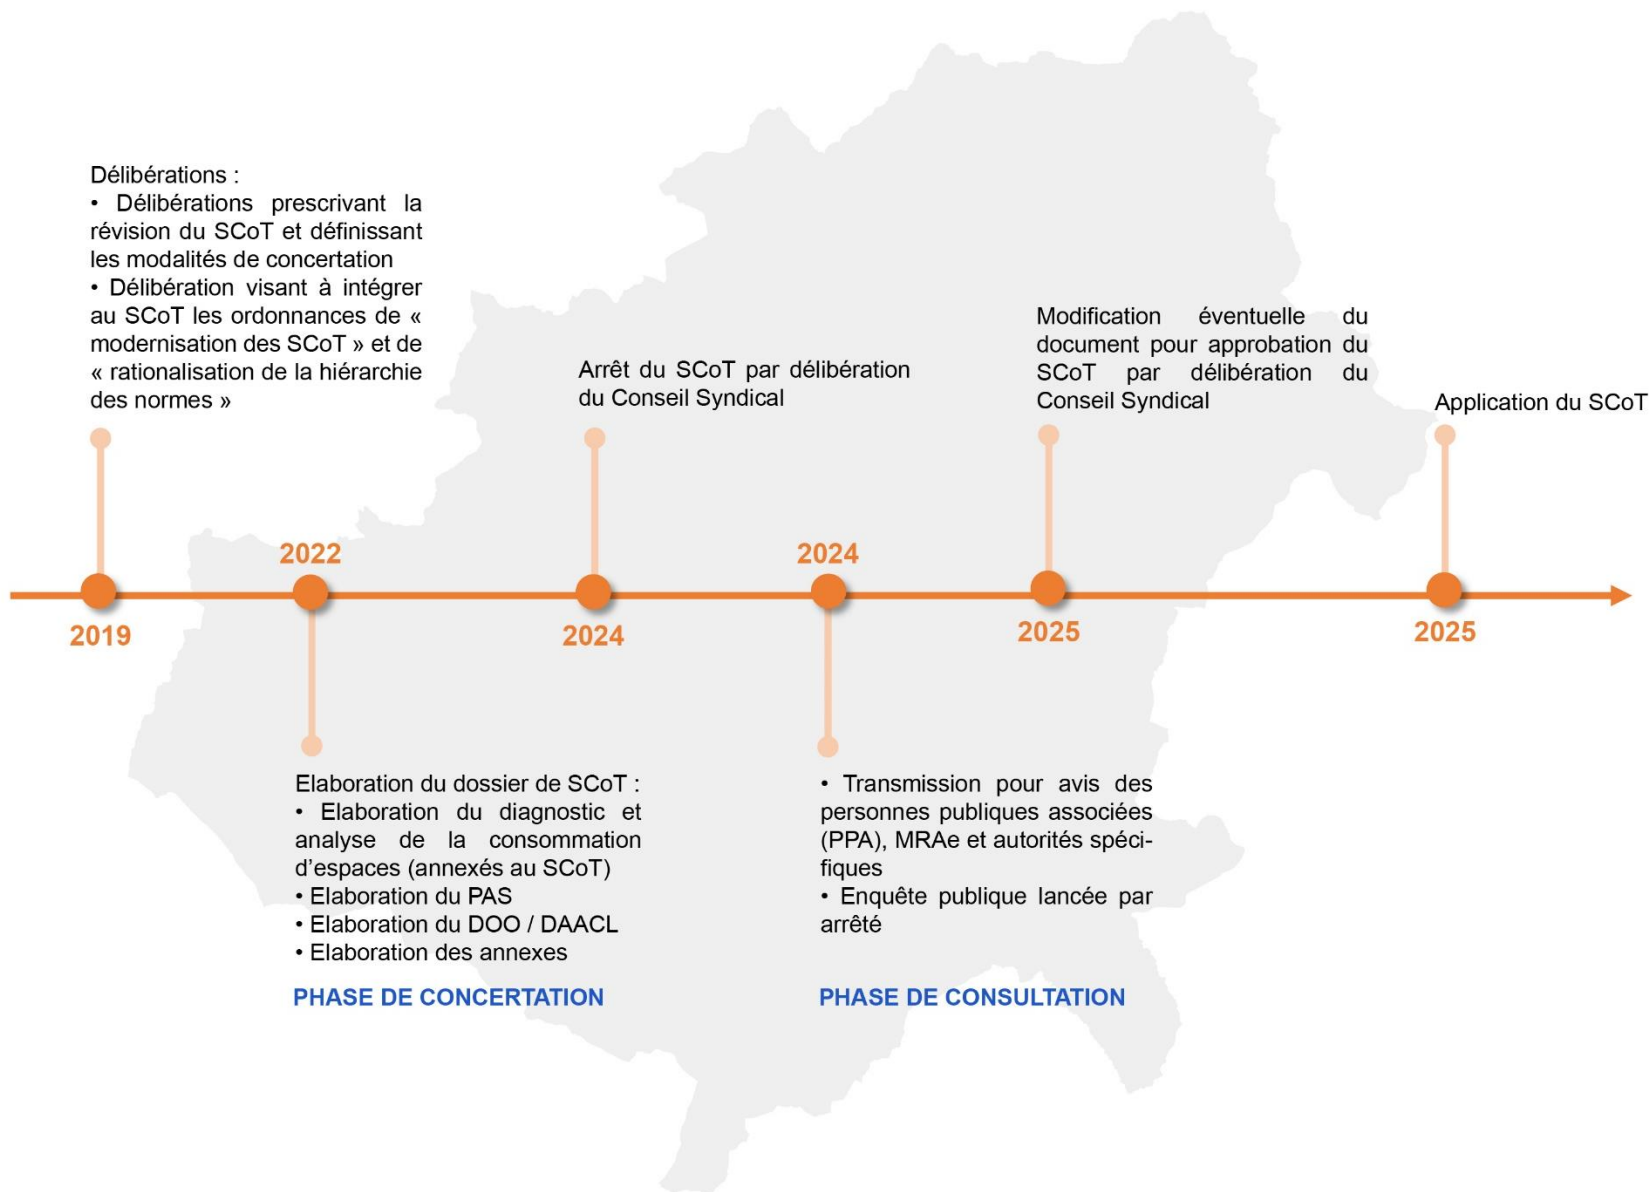 Délibérations :
• Délibérations prescrivant la
révision du SCoT et définissant
les modalités de concertation
• Délibération visant à intégrer
au SCoT les ordonnances de «
modernisation des SCoT » et de
« rationalisation de la hiérarchie
des normes »
2019
2022
Elaboration du dossier de SCoT :
• Elaboration du diagnostic et
analyse de la consommation
d’espaces (annexés au SCoT)
• Elaboration du PAS
• Elaboration du DOO / DAACL
• Elaboration des annexes
PHASE DE CONCERTATION
Arrêt du SCoT par délibération
du Conseil Syndical
2024
2024
• Transmission pour avis des
personnes publiques associées
(PPA), MRAe et autorités spéci-
fiques
• Enquête publique lancée par
arrêté
PHASE DE CONSULTATION
Modification éventuelle du
document pour approbation du
SCoT par délibération du
Conseil Syndical
2025
Application du SCoT
2025